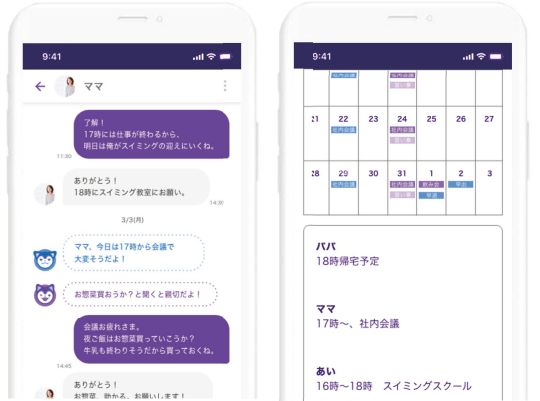 9:41
ママ
了解！
17時には仕事が終わるから、
明日は俺がスイミングの迎えにいくね。
11:30
ありがとう！
18時にスイミング教室にお願い。
14:30
3/3(月)
ママ、今日は17時から会議で
大変そうだよ！
お惣菜買おうか？と聞くと親切だよ！
会議お疲れさま。
夜ご飯はお惣菜買っていこうか？
牛乳も終わりそうだから買っておくね。
14:45
ありがとう！
お惣菜、助かる。お願いします！
9:41
社内会議 社内会議
21 22 23 24 25 26 27
社内会議 社内会議
28 29 30 31 1 2 3
社内会議 社内会議 飲み会 早出
早退
パパ
18時帰宅予定
ママ
17時〜、社内会議
あい
16時〜18時 スイミングスクール